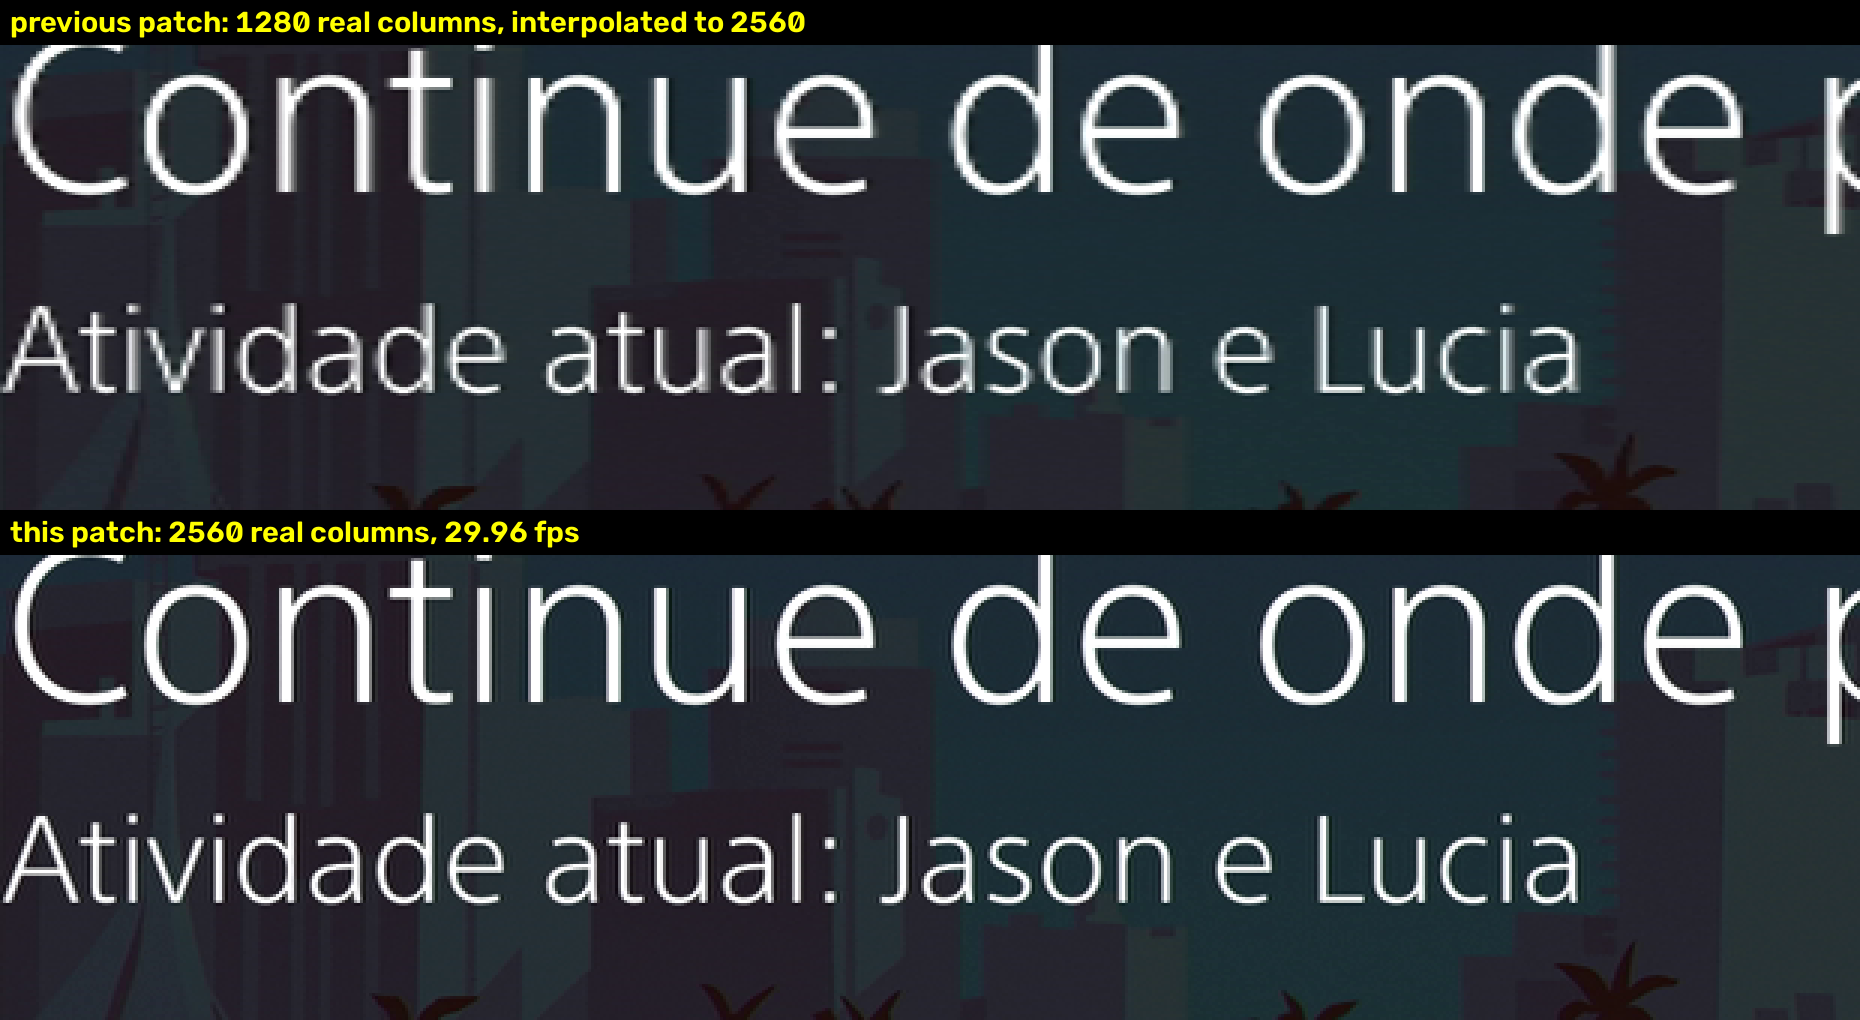 previous patch: 1280 real columns, interpolated to 2560
Continue de onde
Atividade atual: Jason e Lucia
this patch: 2560 real columns, 29.96 fps
Continue de onde
Atividade atual: Jason e Lucia